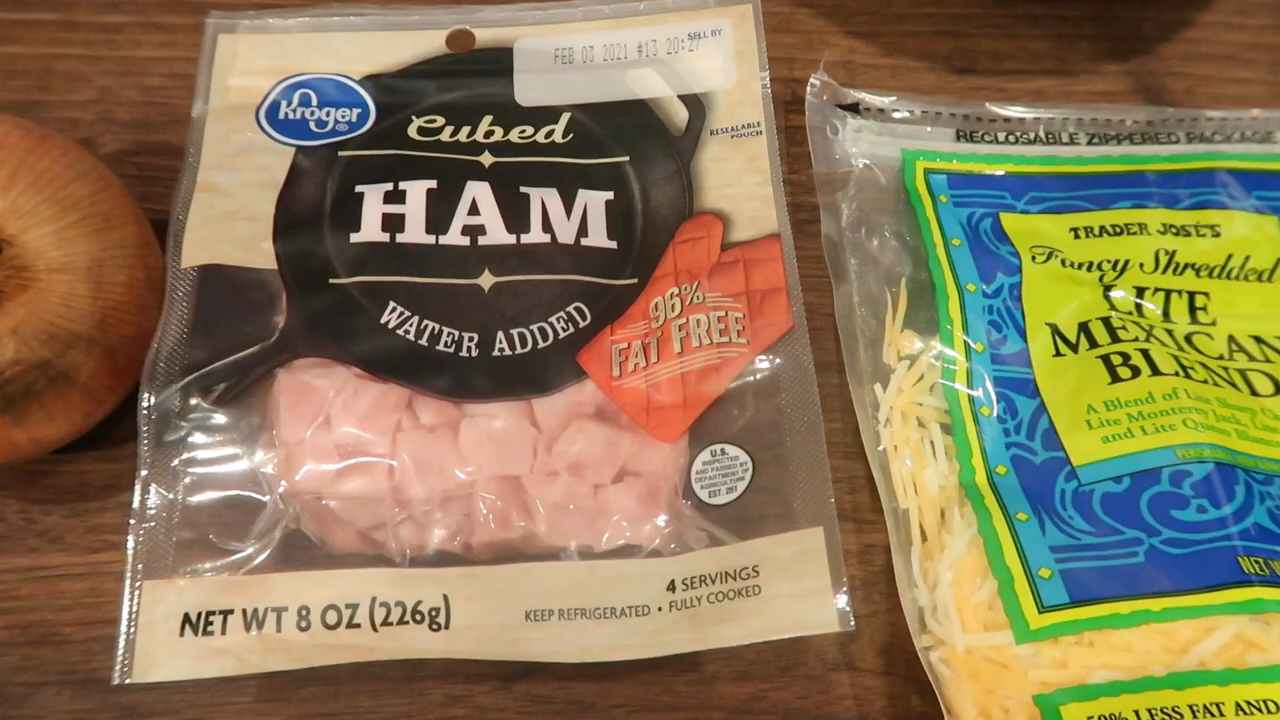 SELL BY
FEB 03 2021 #13 20:27
Kroger
Cubed
HAM
WATER ADDED
RESEALABLE
POUCH
96%
FAT FREE
U.S.
INSPECTED
AND PASSED BY
DEPARTMENT OF
AGRICULTURE
EST. 251
NET WT 8 OZ (226g)
4 SERVINGS
KEEP REFRIGERATED • FULLY COOKED
RECLOSABLE ZIPPERED PACKAGE
TRADER JOSÉ'S
Fancy Shredded
LITE
MEXICAN
BLEND
A Blend of Lite Sharp
Lite Monterey Jack, Lite
and Lite Queso
NET
50% LESS FAT AND